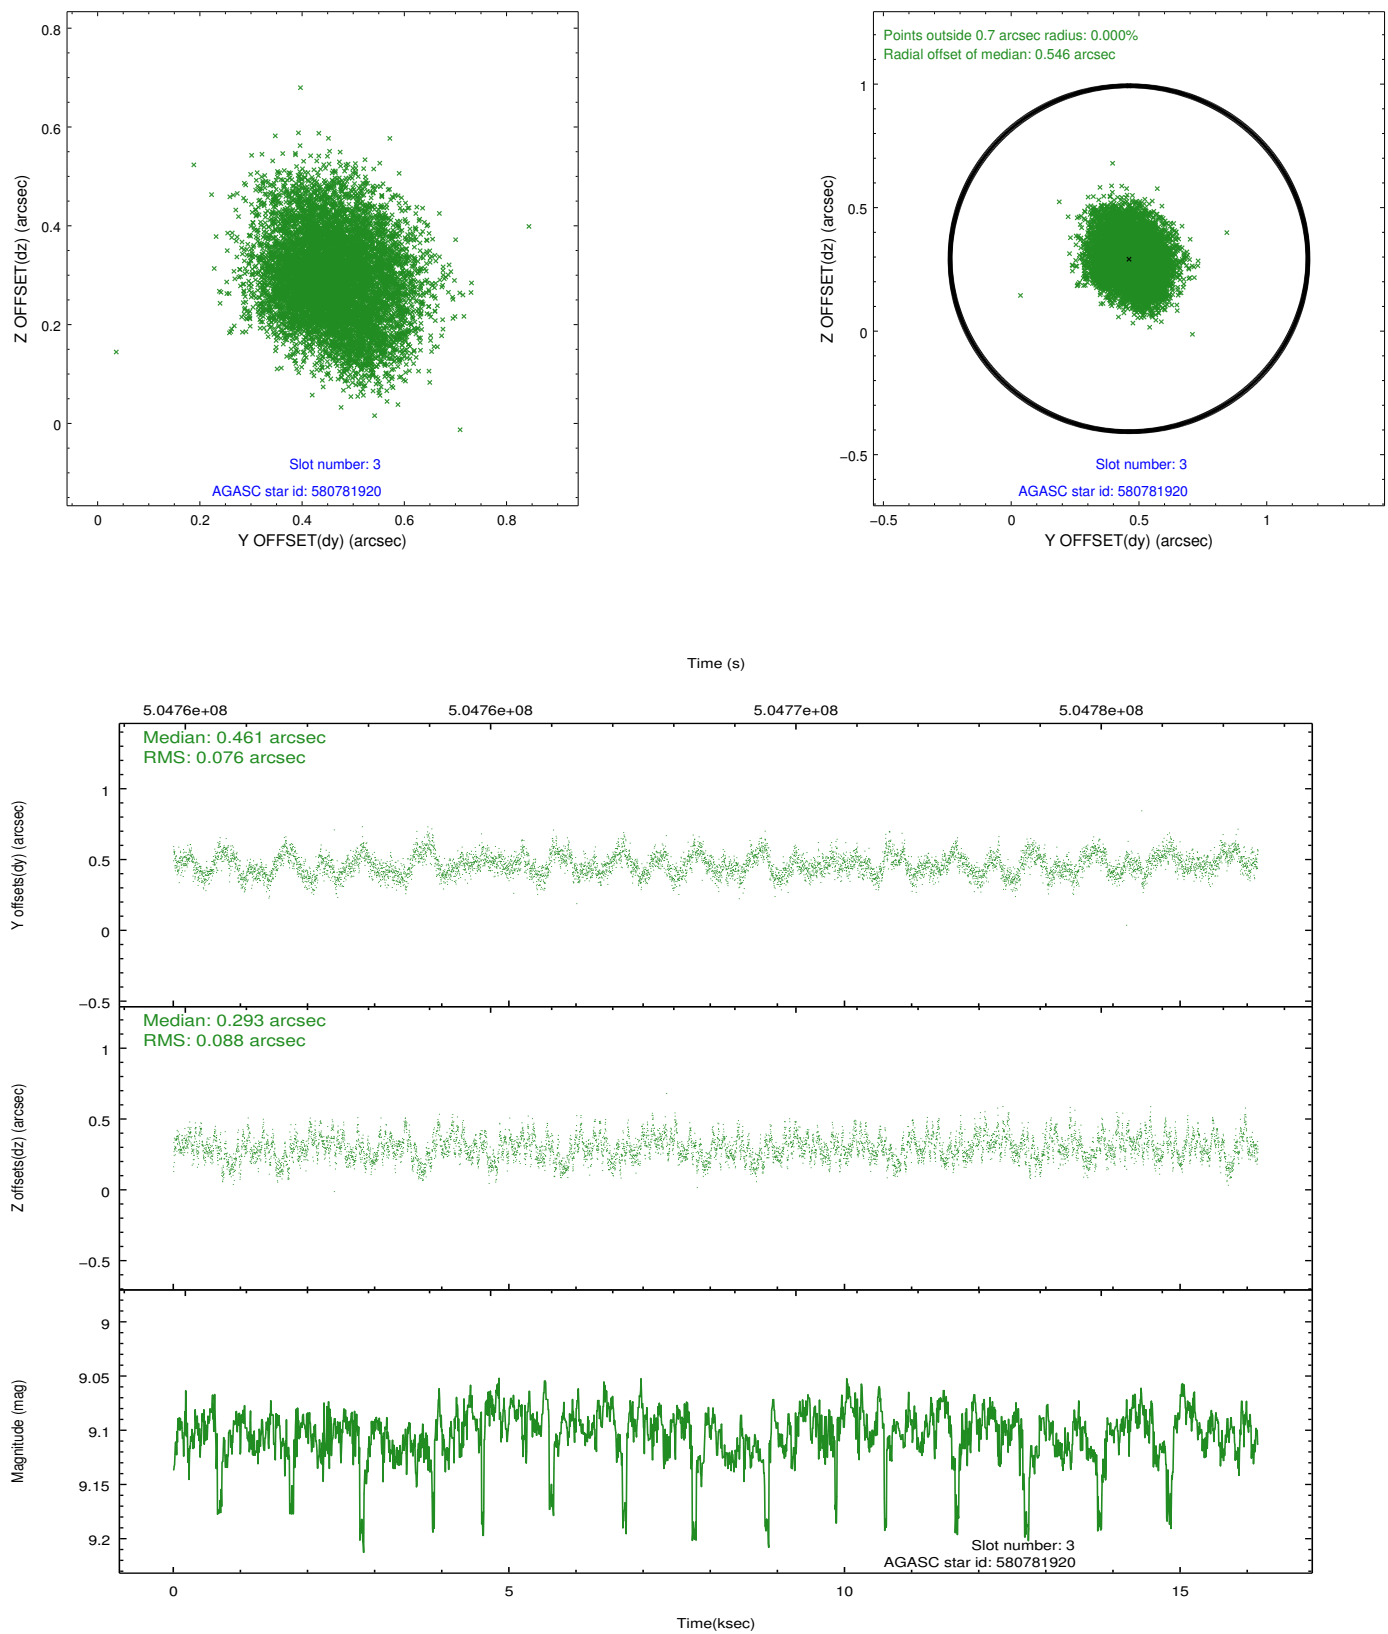 0.8
0.6
0.4
0.2
0
0 0.2 0.4 0.6 0.8
Z OFFSET(dz) (arcsec)
Y OFFSET(dy) (arcsec)
Slot number: 3
AGASC star id: 580781920
Points outside 0.7 arcsec radius: 0.000%
Radial offset of median: 0.546 arcsec
1
0.5
0
−0.5
−0.5 0 0.5 1
Z OFFSET(dz) (arcsec)
Y OFFSET(dy) (arcsec)
Slot number: 3
AGASC star id: 580781920
Time (s)
5.0476e+08 5.0476e+08 5.0477e+08 5.0478e+08
Median: 0.461 arcsec
RMS: 0.076 arcsec
Y offsets(dy) (arcsec)
1
0.5
0
−0.5
Median: 0.293 arcsec
RMS: 0.088 arcsec
Z offsets(dz) (arcsec)
1
0.5
0
−0.5
Magnitude (mag)
9
9.05
9.1
9.15
9.2
Slot number: 3
AGASC star id: 580781920
0 5 10 15
Time(ksec)